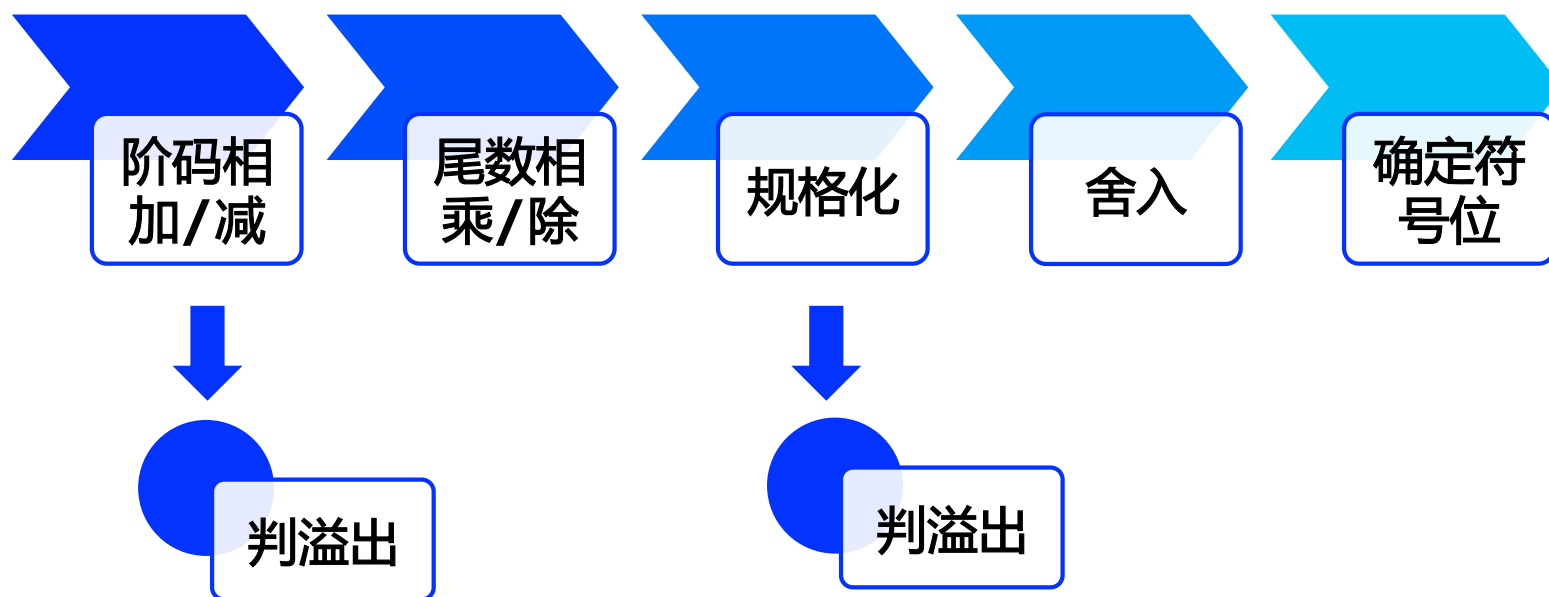 阶码相
加/减
尾数相
乘/除
规格化
舍入
确定符
号位
判溢出
判溢出